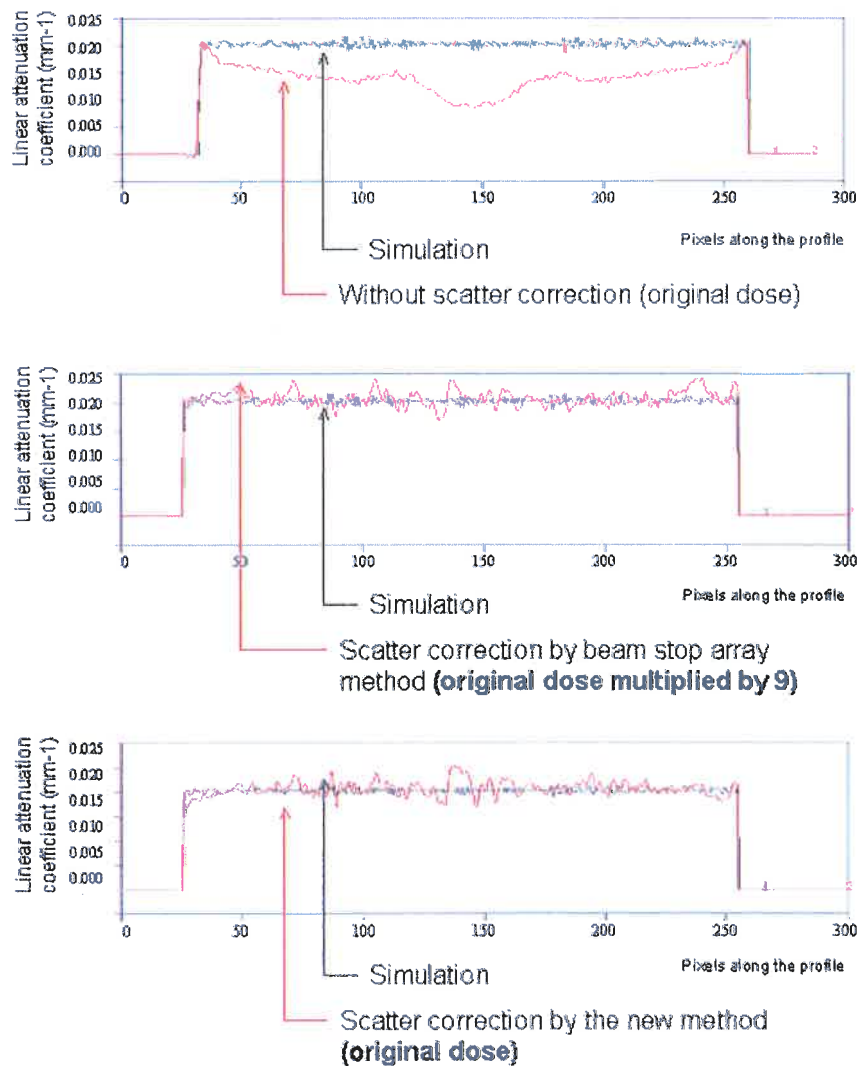 Linear attenuation
coefficient (mm-1)
0.025
0.020
0.015
0.010
0.005
0.000
0 50 100 150 200 250 300
Pixels along the profile
Simulation
Without scatter correction (original dose)
Linear attenuation
coefficient (mm-1)
0.025
0.020
0.015
0.010
0.005
0.000
0 50 100 150 200 250 300
Pixels along the profile
Simulation
Scatter correction by beam stop array
method (original dose multiplied by 9)
Linear attenuation
coefficient (mm-1)
0.025
0.020
0.015
0.010
0.005
0.000
0 50 100 150 200 250 300
Pixels along the profile
Simulation
Scatter correction by the new method
(original dose)